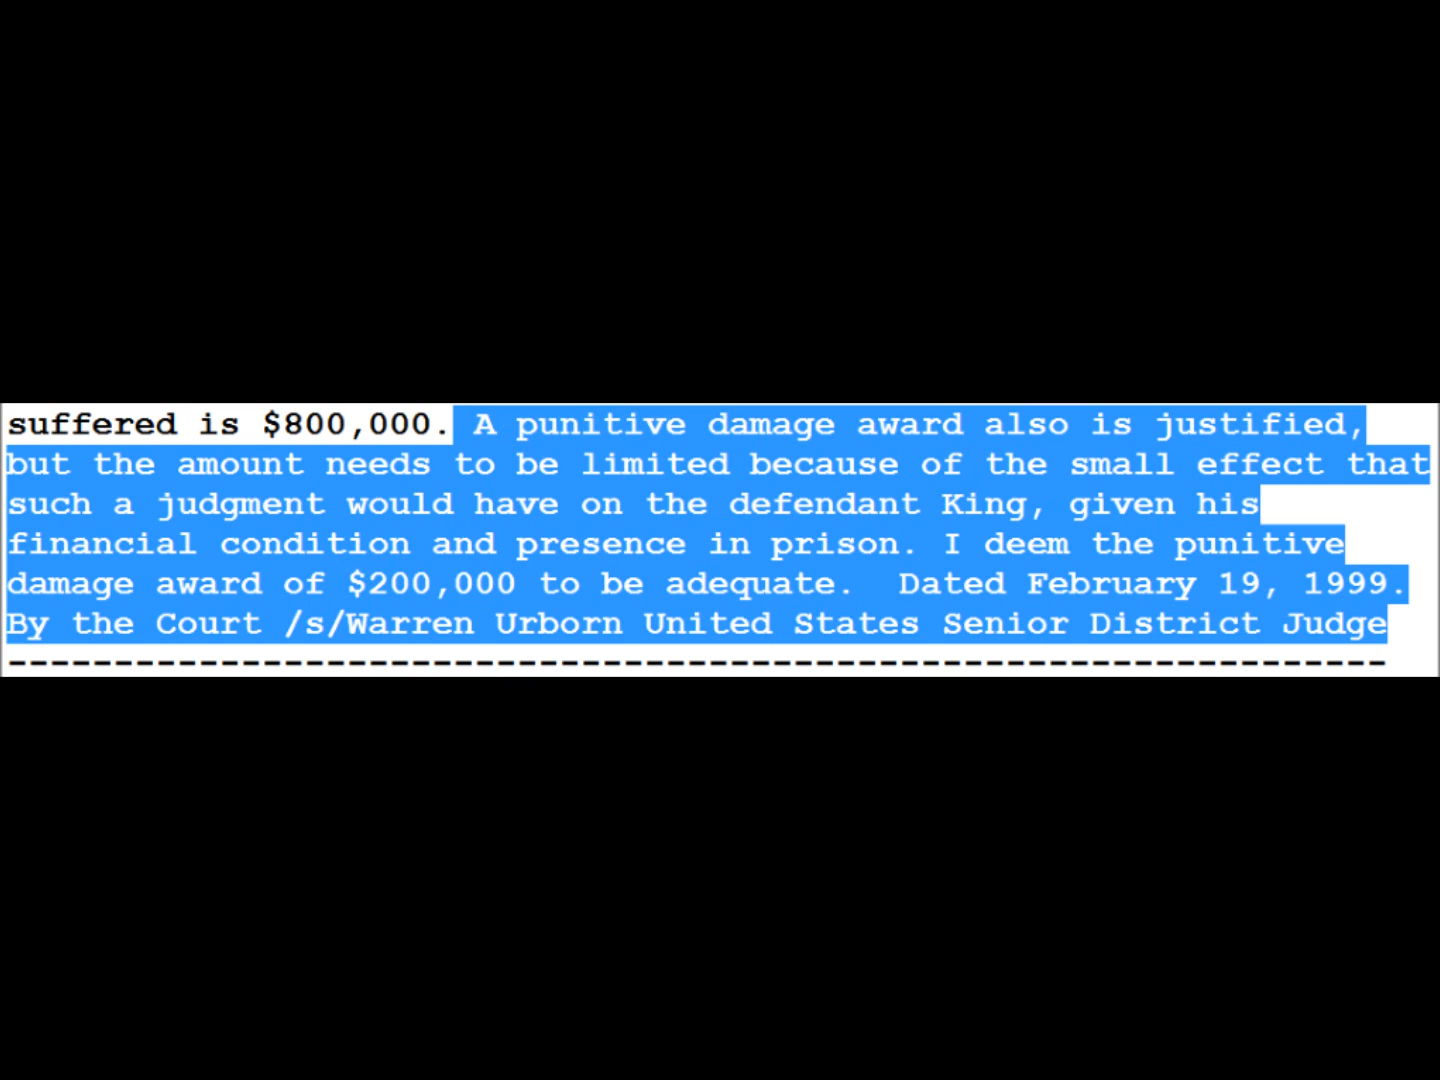 suffered is $800,000. A punitive damage award also is justified,
but the amount needs to be limited because of the small effect that
such a judgment would have on the defendant King, given his
financial condition and presence in prison. I deem the punitive
damage award of $200,000 to be adequate.  Dated February 19, 1999.
By the Court /s/Warren Urborn United States Senior District Judge
-----------------------------------------------------------------